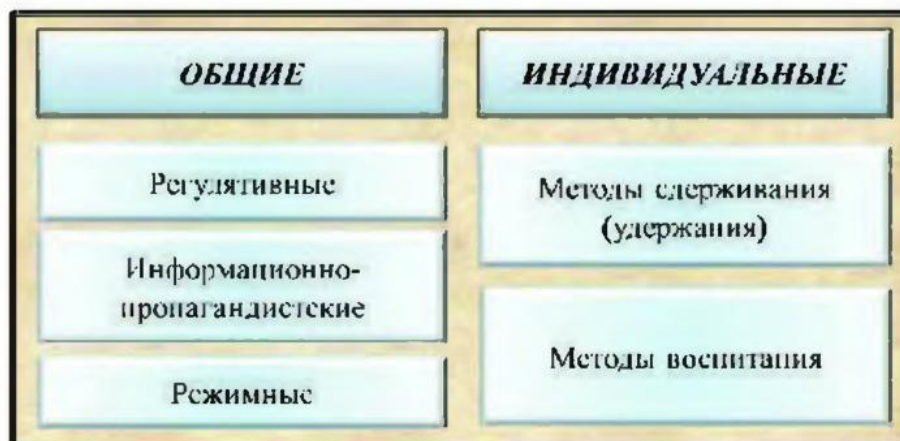 ОБЩИЕ
Регулятивные
Информационно-
пропагандистские
Режимные
ИНДИВИДУАЛЬНЫЕ
Методы сдерживания
(удержания)
Методы воспитания